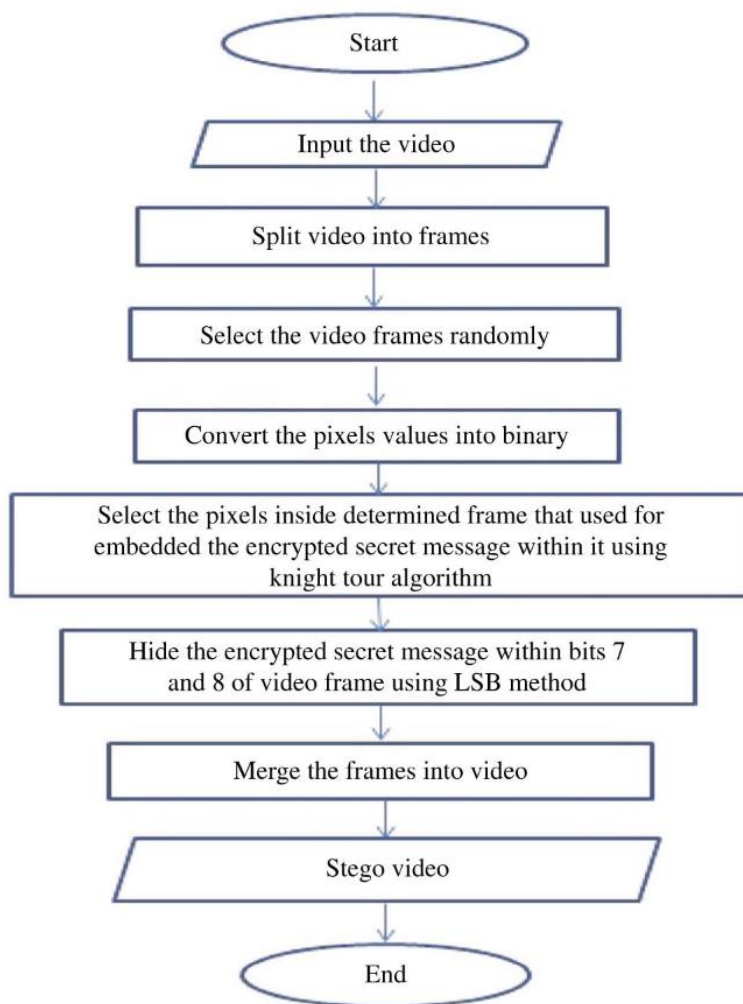 Start
Input the video
Split video into frames
Select the video frames randomly
Convert the pixels values into binary
Select the pixels inside determined frame that used for
embedded the encrypted secret message within it using
knight tour algorithm
Hide the encrypted secret message within bits 7
and 8 of video frame using LSB method
Merge the frames into video
Stego video
End